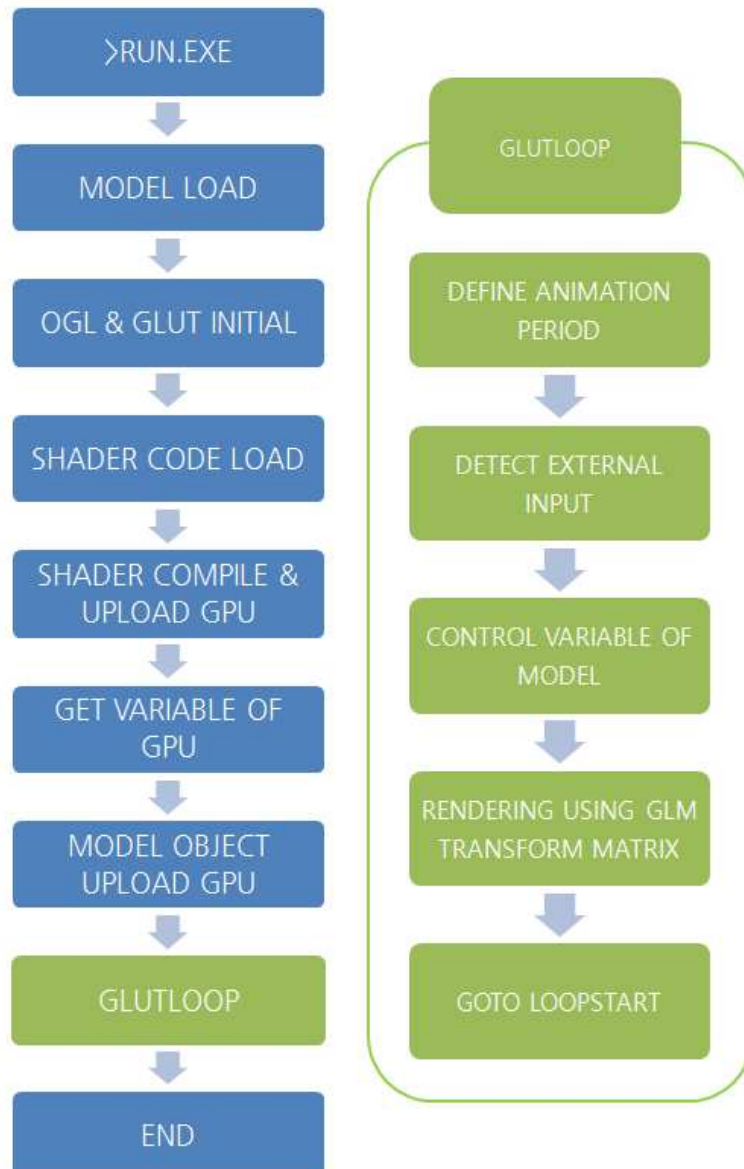 >RUN.EXE
MODEL LOAD
OGL & GLUT INITIAL
SHADER CODE LOAD
SHADER COMPILE &
UPLOAD GPU
GET VARIABLE OF
GPU
MODEL OBJECT
UPLOAD GPU
GLUTLOOP
END
GLUTLOOP
DEFINE ANIMATION
PERIOD
DETECT EXTERNAL
INPUT
CONTROL VARIABLE OF
MODEL
RENDERING USING GLM
TRANSFORM MATRIX
GOTO LOOPSTART